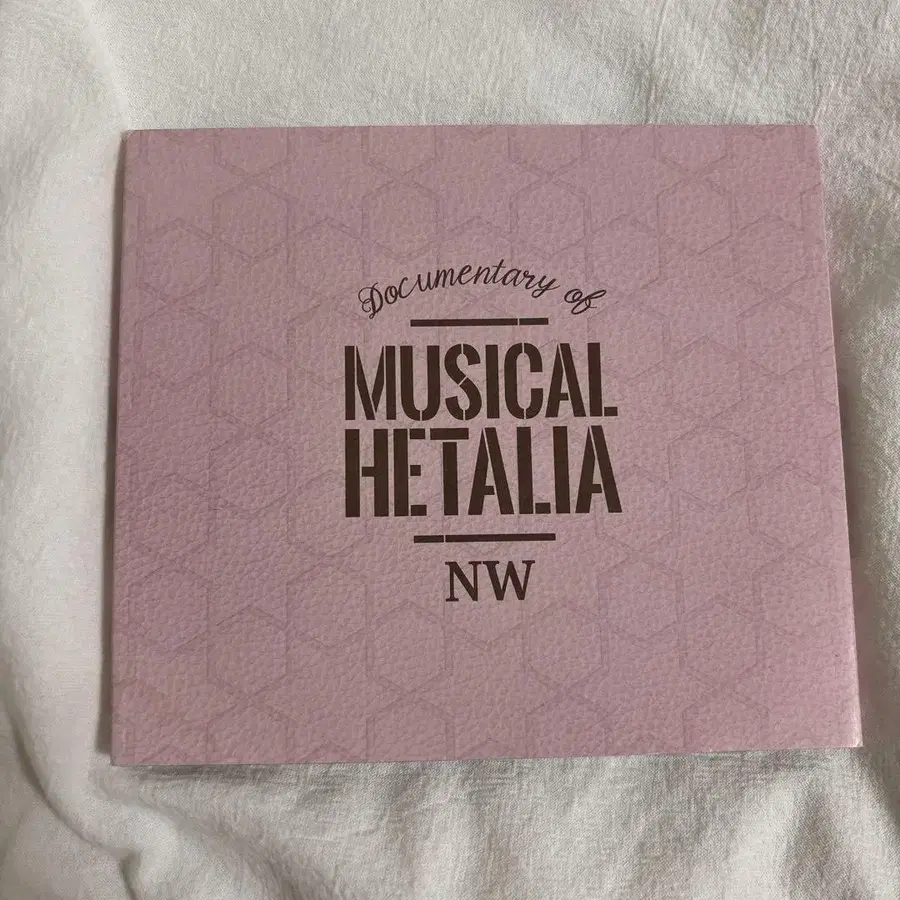 Documentary of
MUSICAL
HETALIA
NW